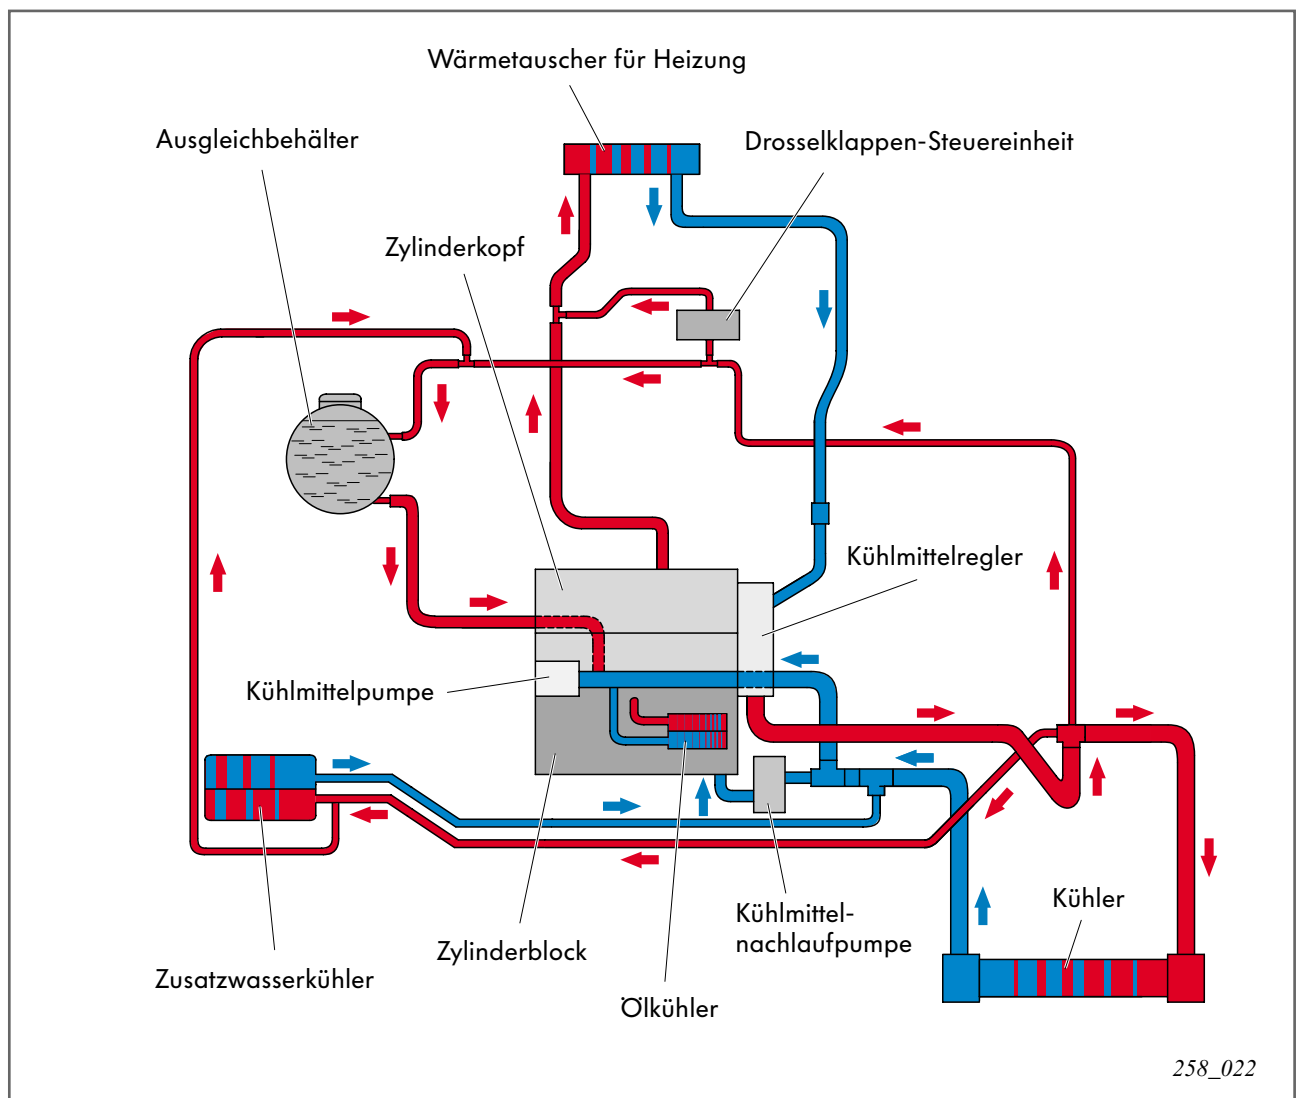 Wärmetauscher für Heizung
Ausgleichbehälter
Drosselklappen-Steuereinheit
Zylinderkopf
Kühlmittelregler
Kühlmittelpumpe
Kühler
Kühlmittel-
nachlaufpumpe
Zylinderblock
Zusatzwasserkühler
Ölkühler
258_022